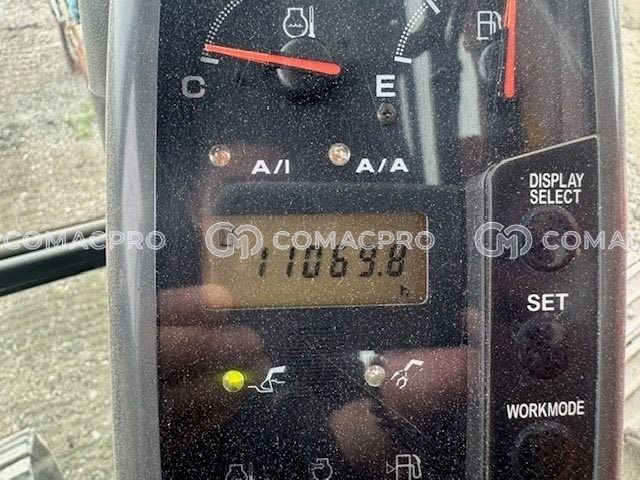 C
E
A/I
A/A
DISPLAY
SELECT
COMACPRO
COMACPRO
COMAC
11069.8
h
SET
WORKMODE